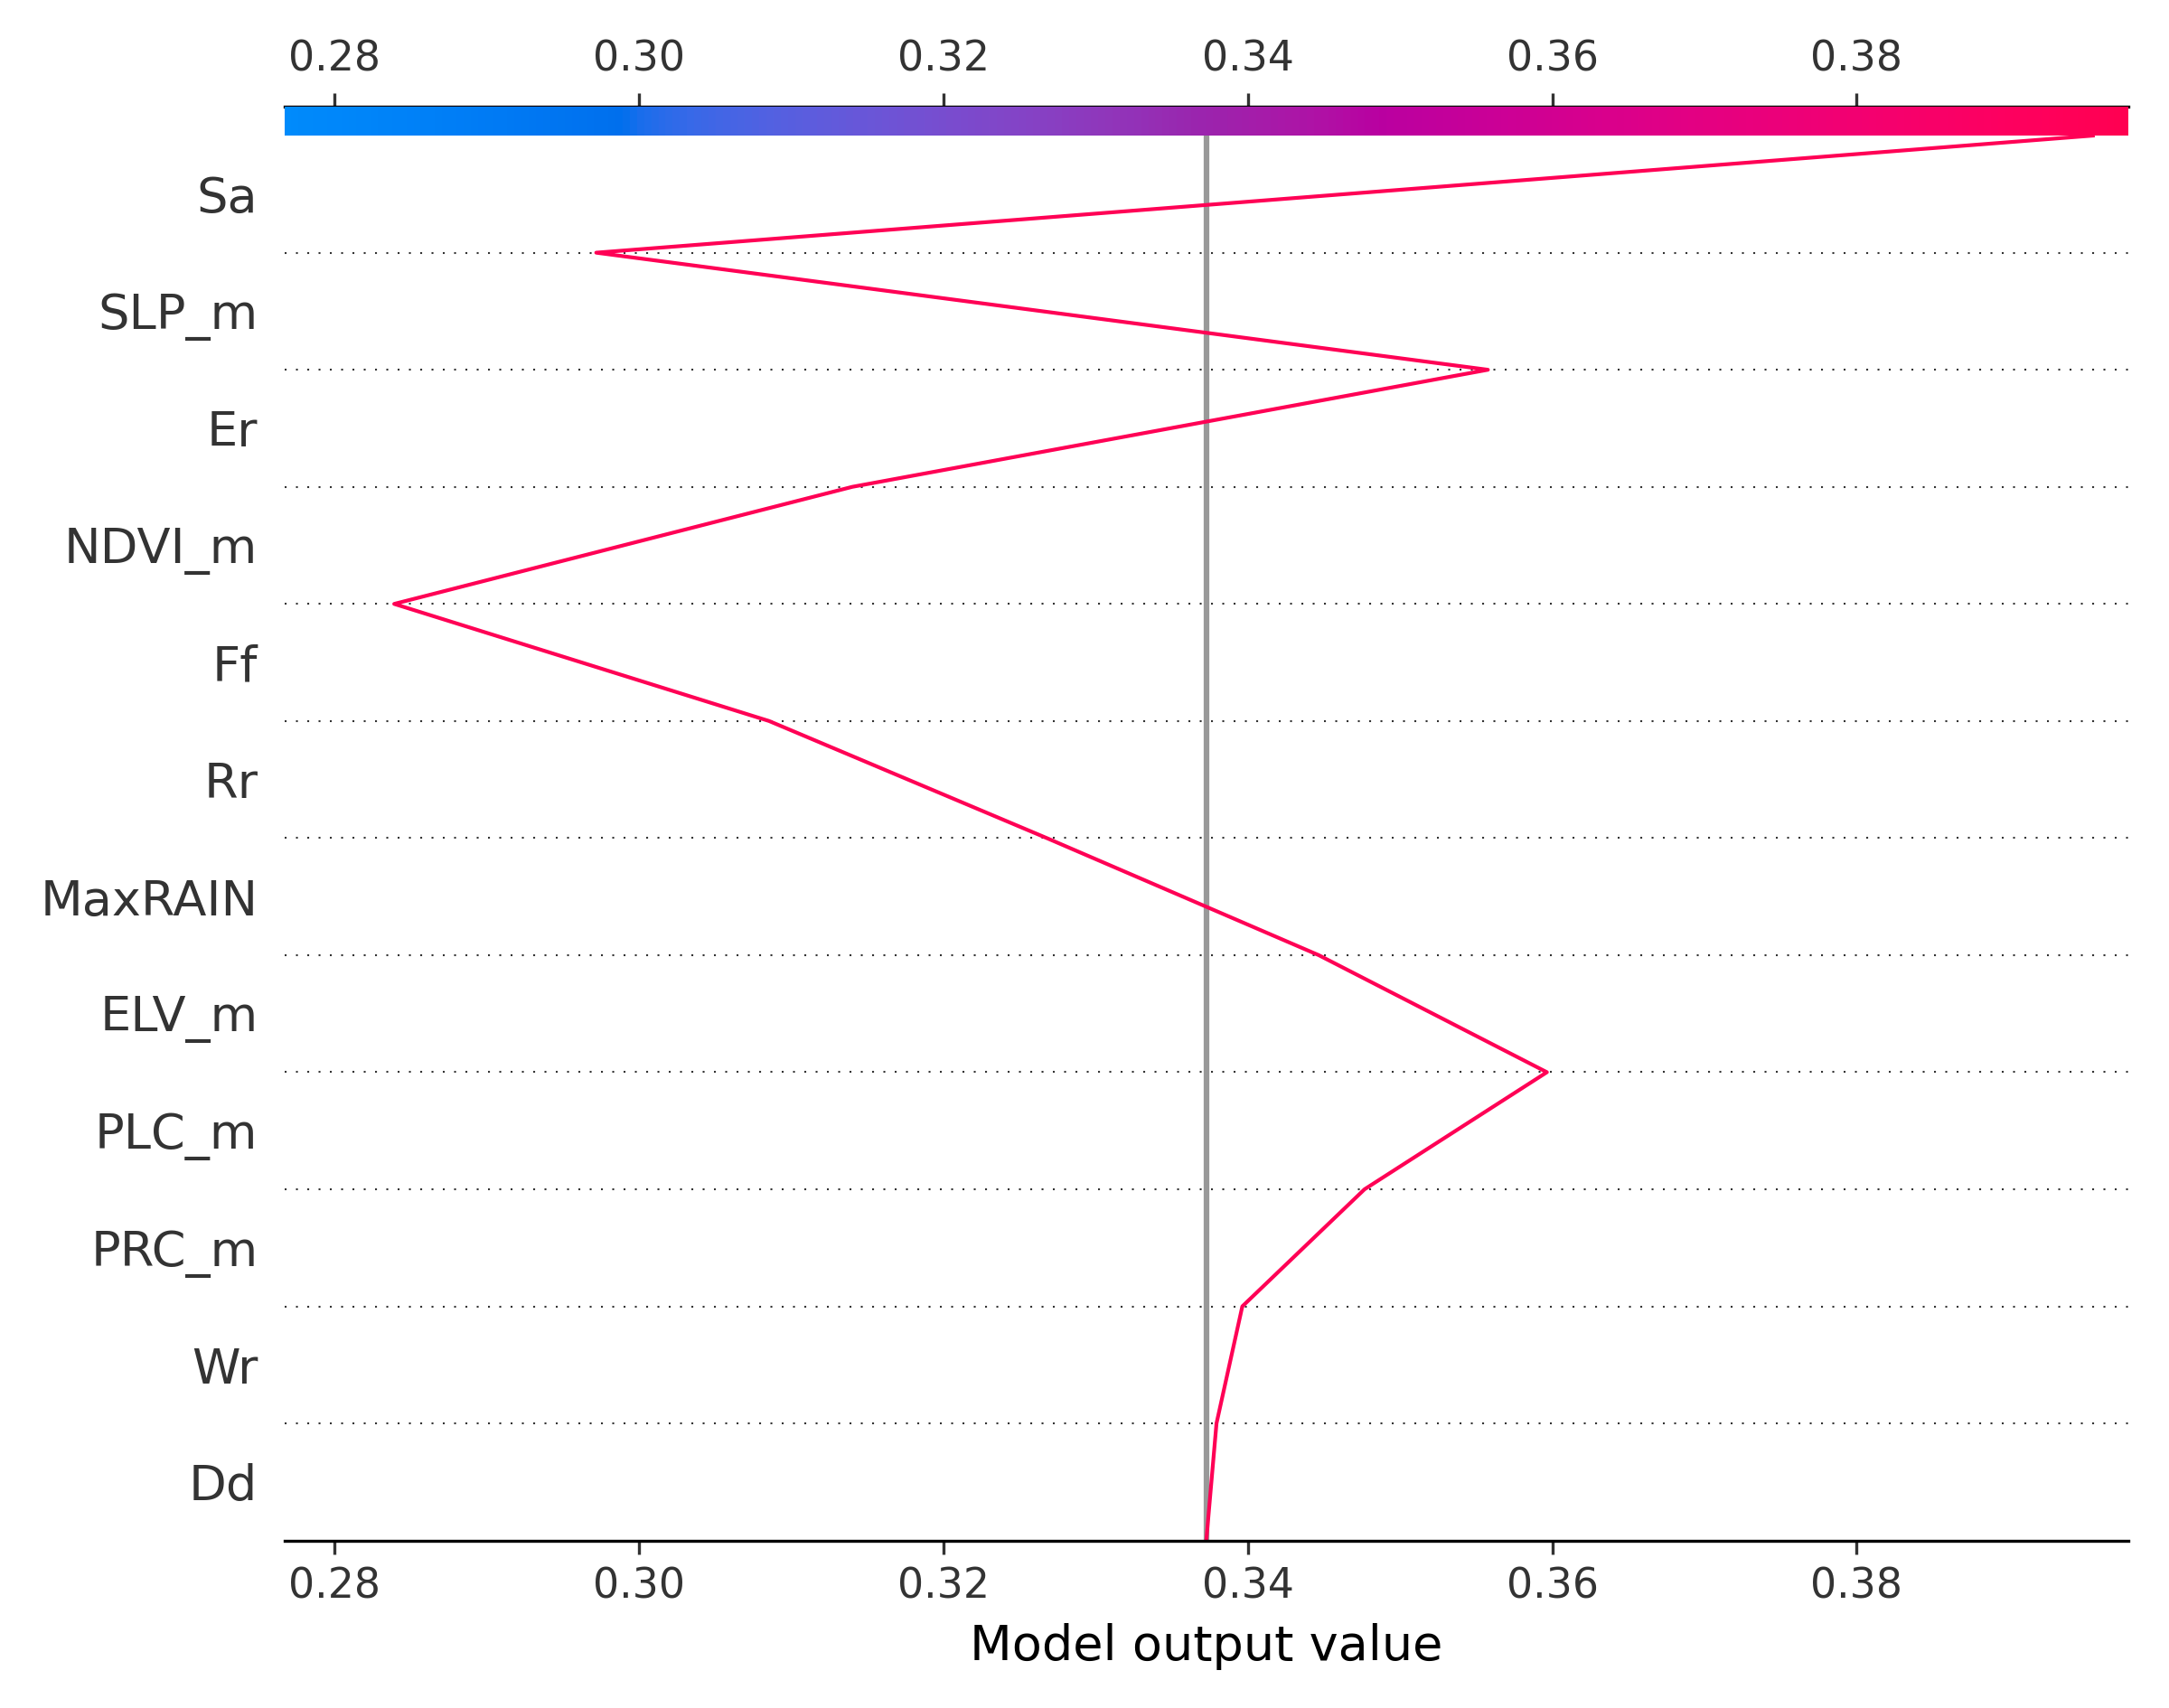 0.28 0.30 0.32 0.34 0.36 0.38
Sa
SLP_m
Er
NDVI_m
Ff
Rr
MaxRAIN
ELV_m
PLC_m
PRC_m
Wr
Dd
0.28 0.30 0.32 0.34 0.36 0.38
Model output value